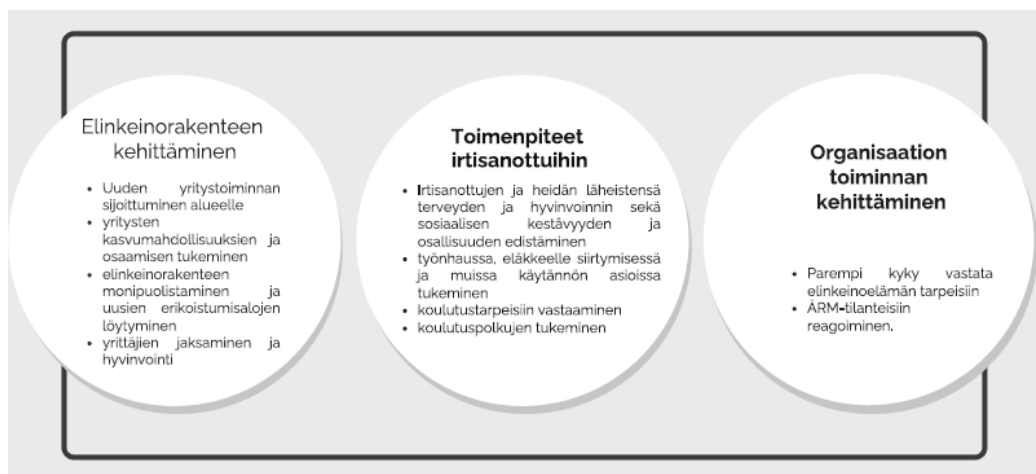 Elinkeinorakenteen
kehittäminen
• Uuden yritystoiminnan
sijoittuminen alueelle
• yritysten
kasvumahdollisuuksien ja
osaamisen tukeminen
• elinkeinorakenteen
monipuolistaminen ja
uusien erikoistumisalojen
löytyminen
• yrittäjien jaksaminen ja
hyvinvointi
Toimenpiteet
irtisanottuihin
• Irtisanottujen ja heidän läheistensä
terveyden ja hyvinvoinnin sekä
sosiaalisen kestävyyden ja
osallisuuden edistäminen
• työnhaussa, eläkkeelle siirtymisessä
ja muissa käytännön asioissa
tukeminen
• koulutustarpeisiin vastaaminen
• koulutuspolkujen tukeminen
Organisaation
toiminnan
kehittäminen
• Parempi kyky vastata
elinkeinoelämän tarpeisiin
• ÄRM-tilanteisiin
reagoiminen.